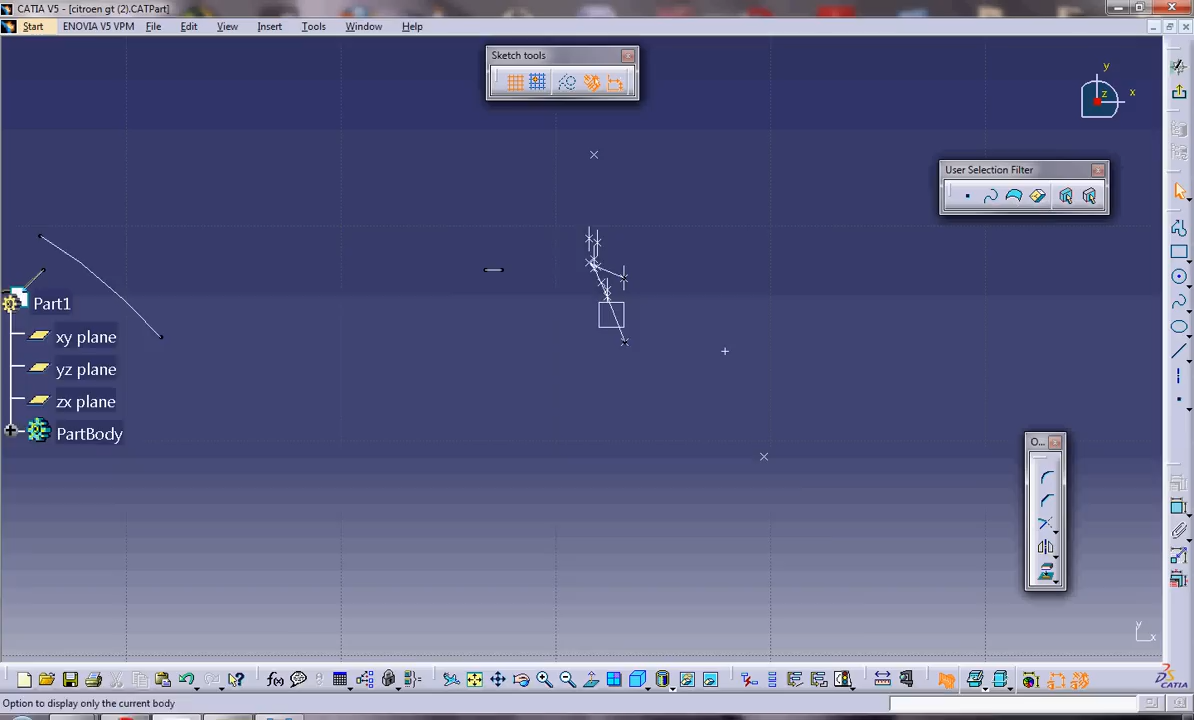 CATIA V5 - [citroen gt (2).CATPart]
Start ENOVIA V5 VPM File Edit View Insert Tools Window Help
Sketch tools
y
z x
User Selection Filter
Part1
xy plane
yz plane
zx plane
PartBody
O...
y
x
f(x)
CATIA
Option to display only the current body